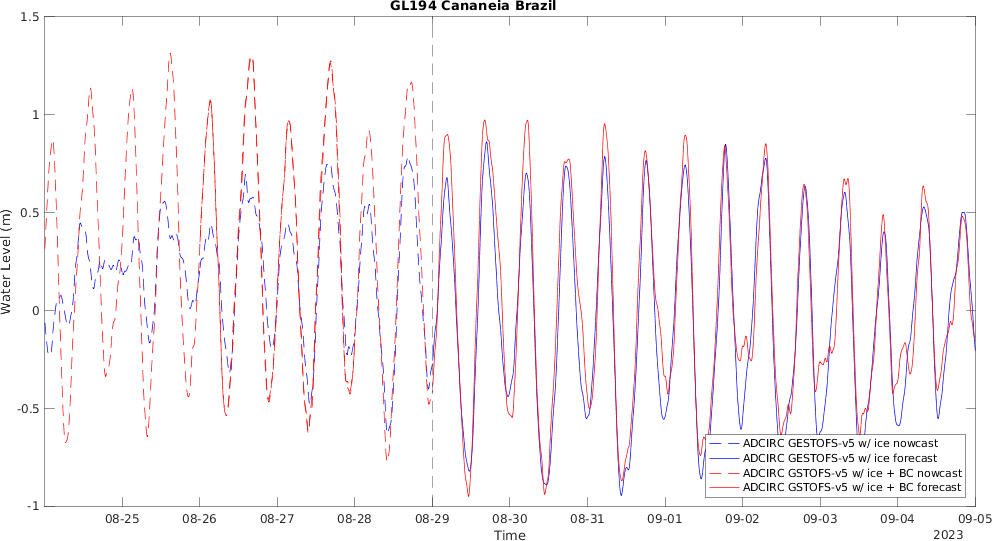 GL194 Cananeia Brazil
1.5
1
0.5
0
-0.5
-1
Water Level (m)
ADCIRC GESTOFS-v5 w/ ice nowcast
ADCIRC GESTOFS-v5 w/ ice forecast
ADCIRC GSTOFS-v5 w/ ice + BC nowcast
ADCIRC GSTOFS-v5 w/ ice + BC forecast
08-25 08-26 08-27 08-28 08-29 08-30 08-31 09-01 09-02 09-03 09-04 09-05
Time
2023